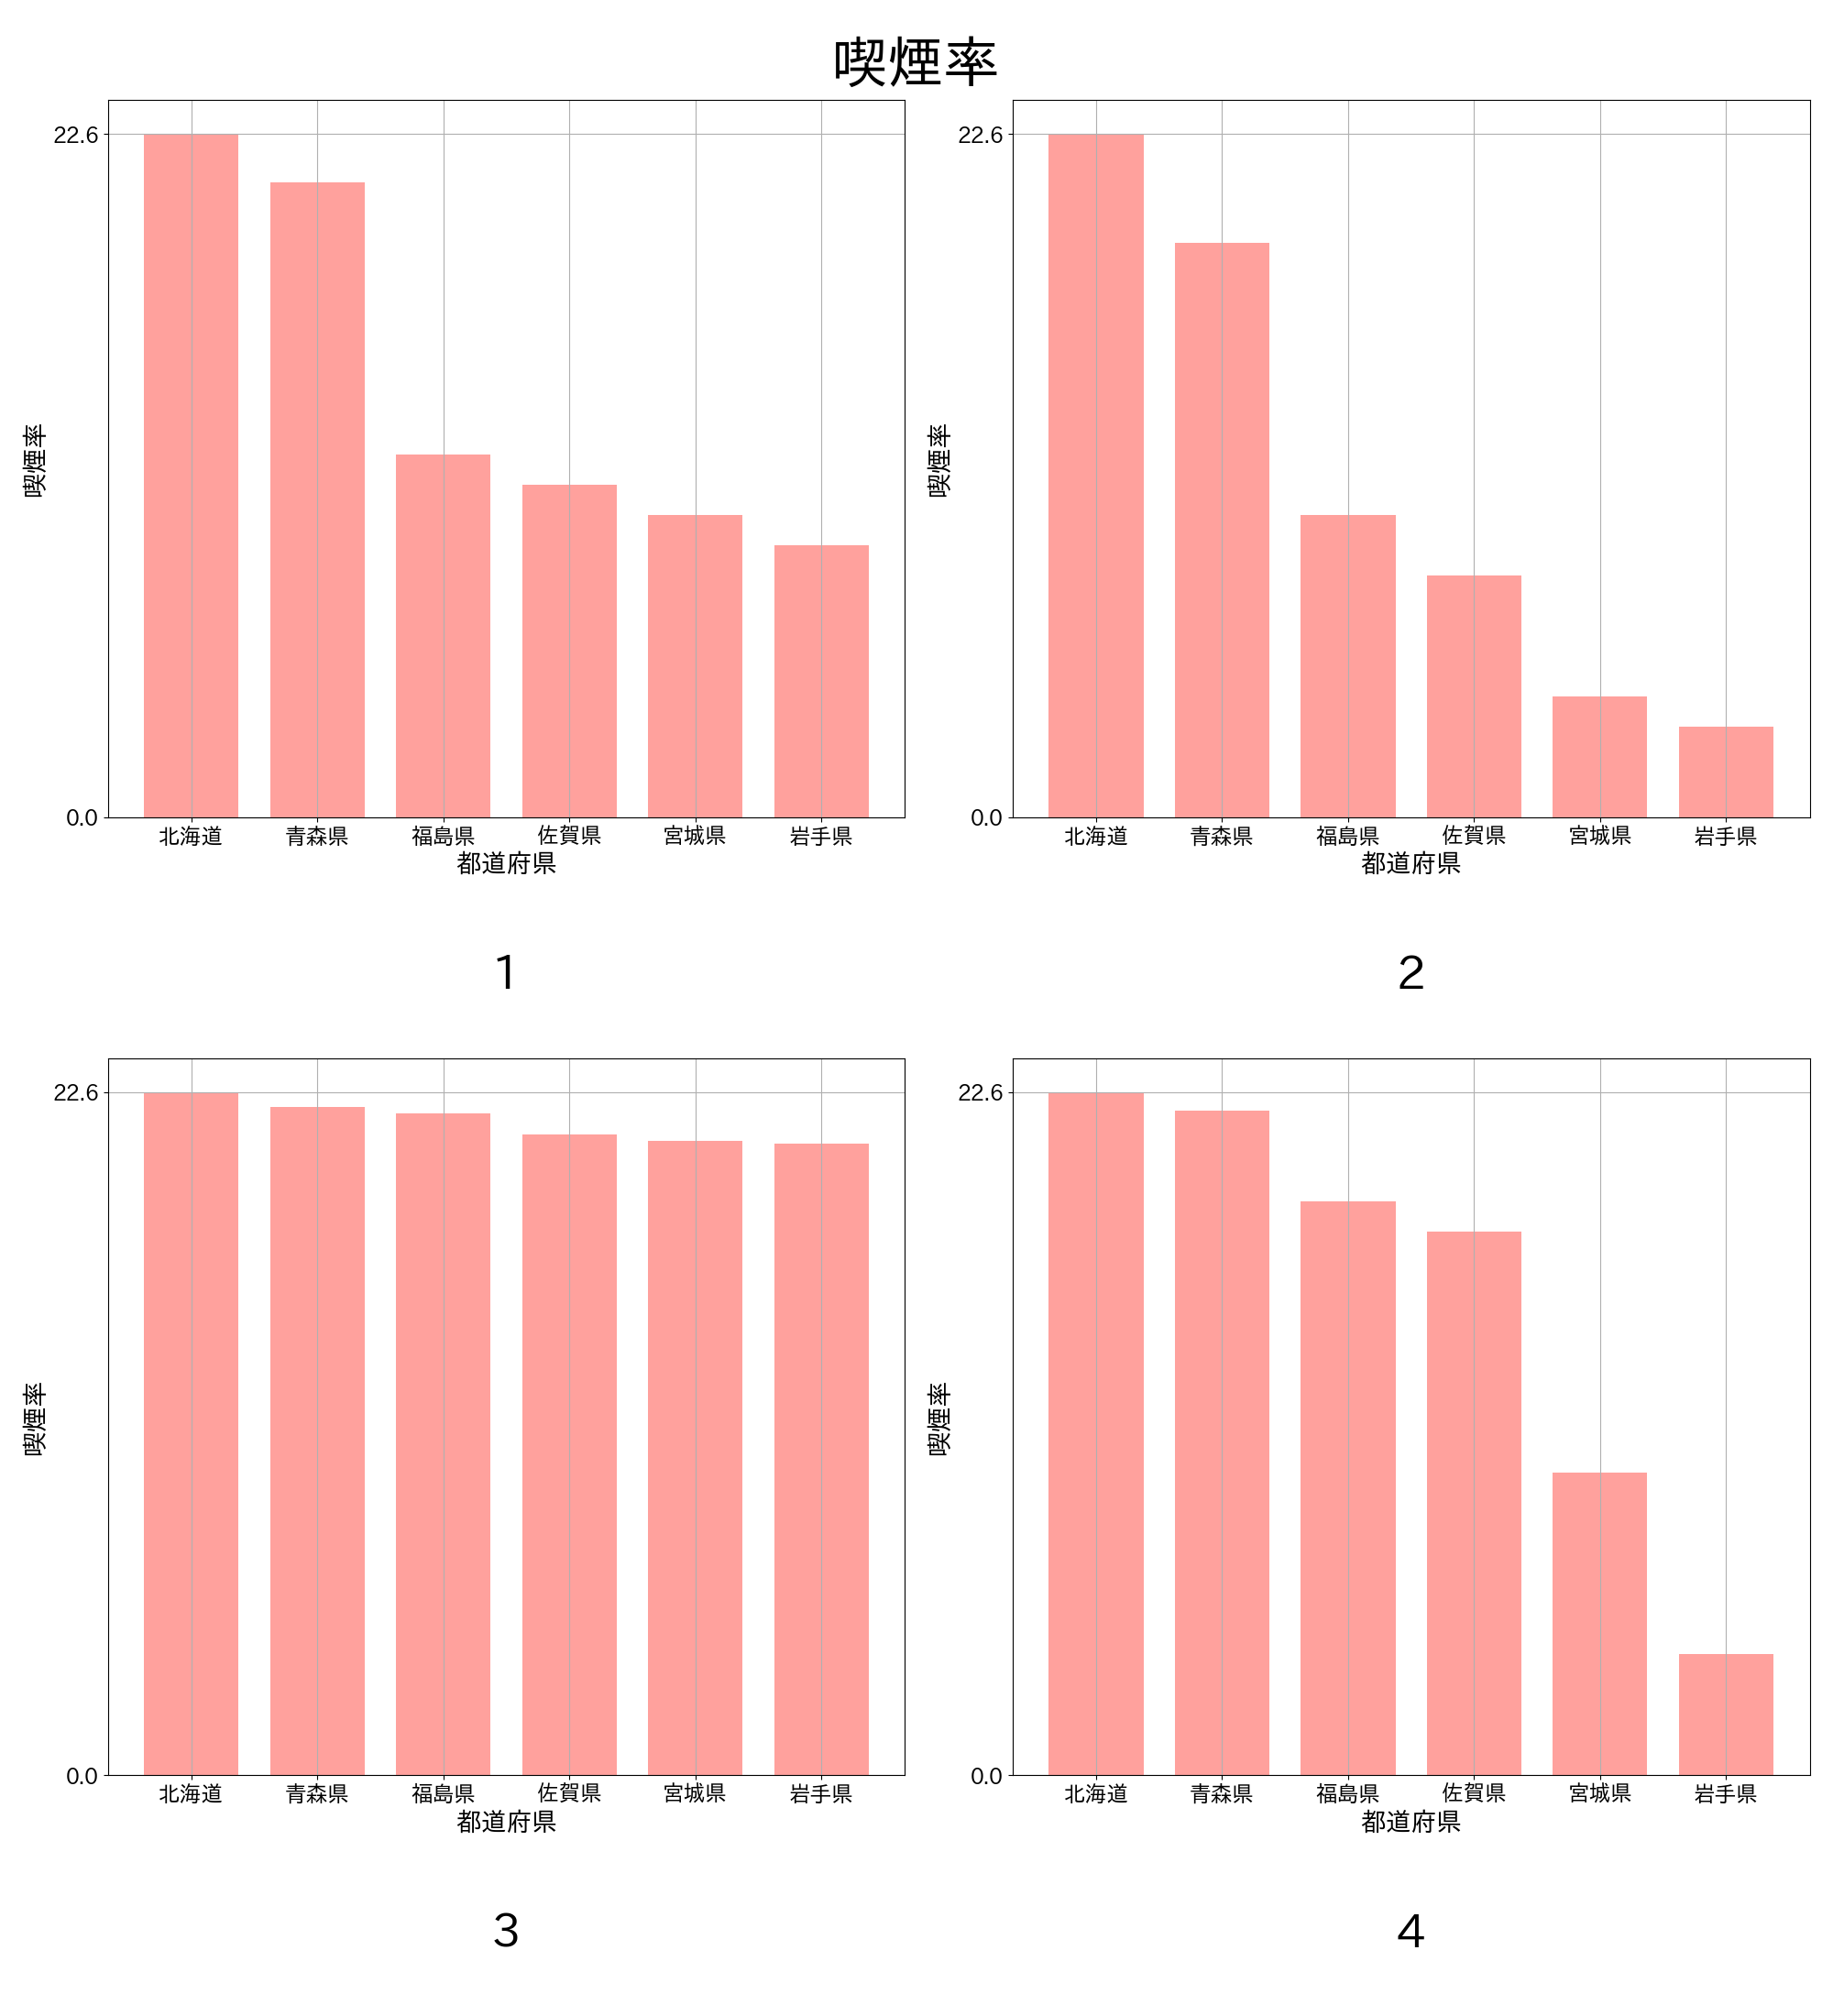 喫煙率
22.6
喫煙率
0.0
北海道 青森県 福島県 佐賀県 宮城県 岩手県
都道府県
1
22.6
喫煙率
0.0
北海道 青森県 福島県 佐賀県 宮城県 岩手県
都道府県
2
22.6
喫煙率
0.0
北海道 青森県 福島県 佐賀県 宮城県 岩手県
都道府県
3
22.6
喫煙率
0.0
北海道 青森県 福島県 佐賀県 宮城県 岩手県
都道府県
4